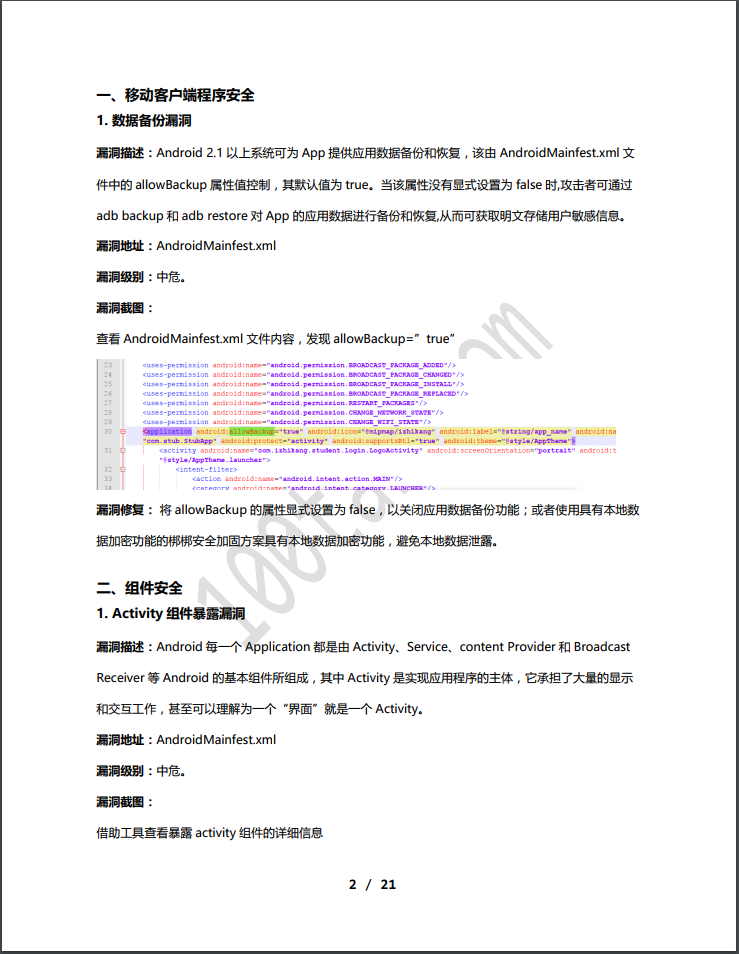 一、移动客户端程序安全
1. 数据备份漏洞
漏洞描述：Android 2.1 以上系统可为 App 提供应用数据备份和恢复，该由 AndroidMainfest.xml 文
件中的 allowBackup 属性值控制，其默认值为 true。当该属性没有显式设置为 false 时,攻击者可通过
adb backup 和 adb restore 对 App 的应用数据进行备份和恢复,从而可获取明文存储用户敏感信息。
漏洞地址：AndroidMainfest.xml
漏洞级别：中危。
漏洞截图：
查看 AndroidMainfest.xml 文件内容，发现 allowBackup=”true”
23 <uses-permission android:name="android.permission.BROADCAST_PACKAGE_ADDED"/>
24 <uses-permission android:name="android.permission.BROADCAST_PACKAGE_CHANGED"/>
25 <uses-permission android:name="android.permission.BROADCAST_PACKAGE_INSTALL"/>
26 <uses-permission android:name="android.permission.BROADCAST_PACKAGE_REPLACED"/>
27 <uses-permission android:name="android.permission.RESTART_PACKAGES"/>
28 <uses-permission android:name="android.permission.CHANGE_NETWORK_STATE"/>
29 <uses-permission android:name="android.permission.CHANGE_WIFI_STATE"/>
30 <application android:allowBackup="true" android:icon="@mipmap/izhikang" android:label="@string/app_name" android:na
"com.stub.StubApp" android:protect="activity" android:supportsRtl="true" android:theme="@style/AppTheme">
31 <activity android:name="com.izhikang.student.login.LogoActivity" android:screenOrientation="portrait" android:t
"@style/AppTheme.launcher">
32 <intent-filter>
33 <action android:name="android.intent.action.MAIN"/>
34 <category android:name="android.intent.category.LAUNCHER"/>
漏洞修复： 将 allowBackup 的属性显式设置为 false，以关闭应用数据备份功能；或者使用具有本地数
据加密功能的梆梆安全加固方案具有本地数据加密功能，避免本地数据泄露。
二、组件安全
1. Activity 组件暴露漏洞
漏洞描述：Android 每一个 Application 都是由 Activity、Service、content Provider 和 Broadcast
Receiver 等 Android 的基本组件所组成，其中 Activity 是实现应用程序的主体，它承担了大量的显示
和交互工作，甚至可以理解为一个“界面”就是一个 Activity。
漏洞地址：AndroidMainfest.xml
漏洞级别：中危。
漏洞截图：
借助工具查看暴露 activity 组件的详细信息
2 / 21